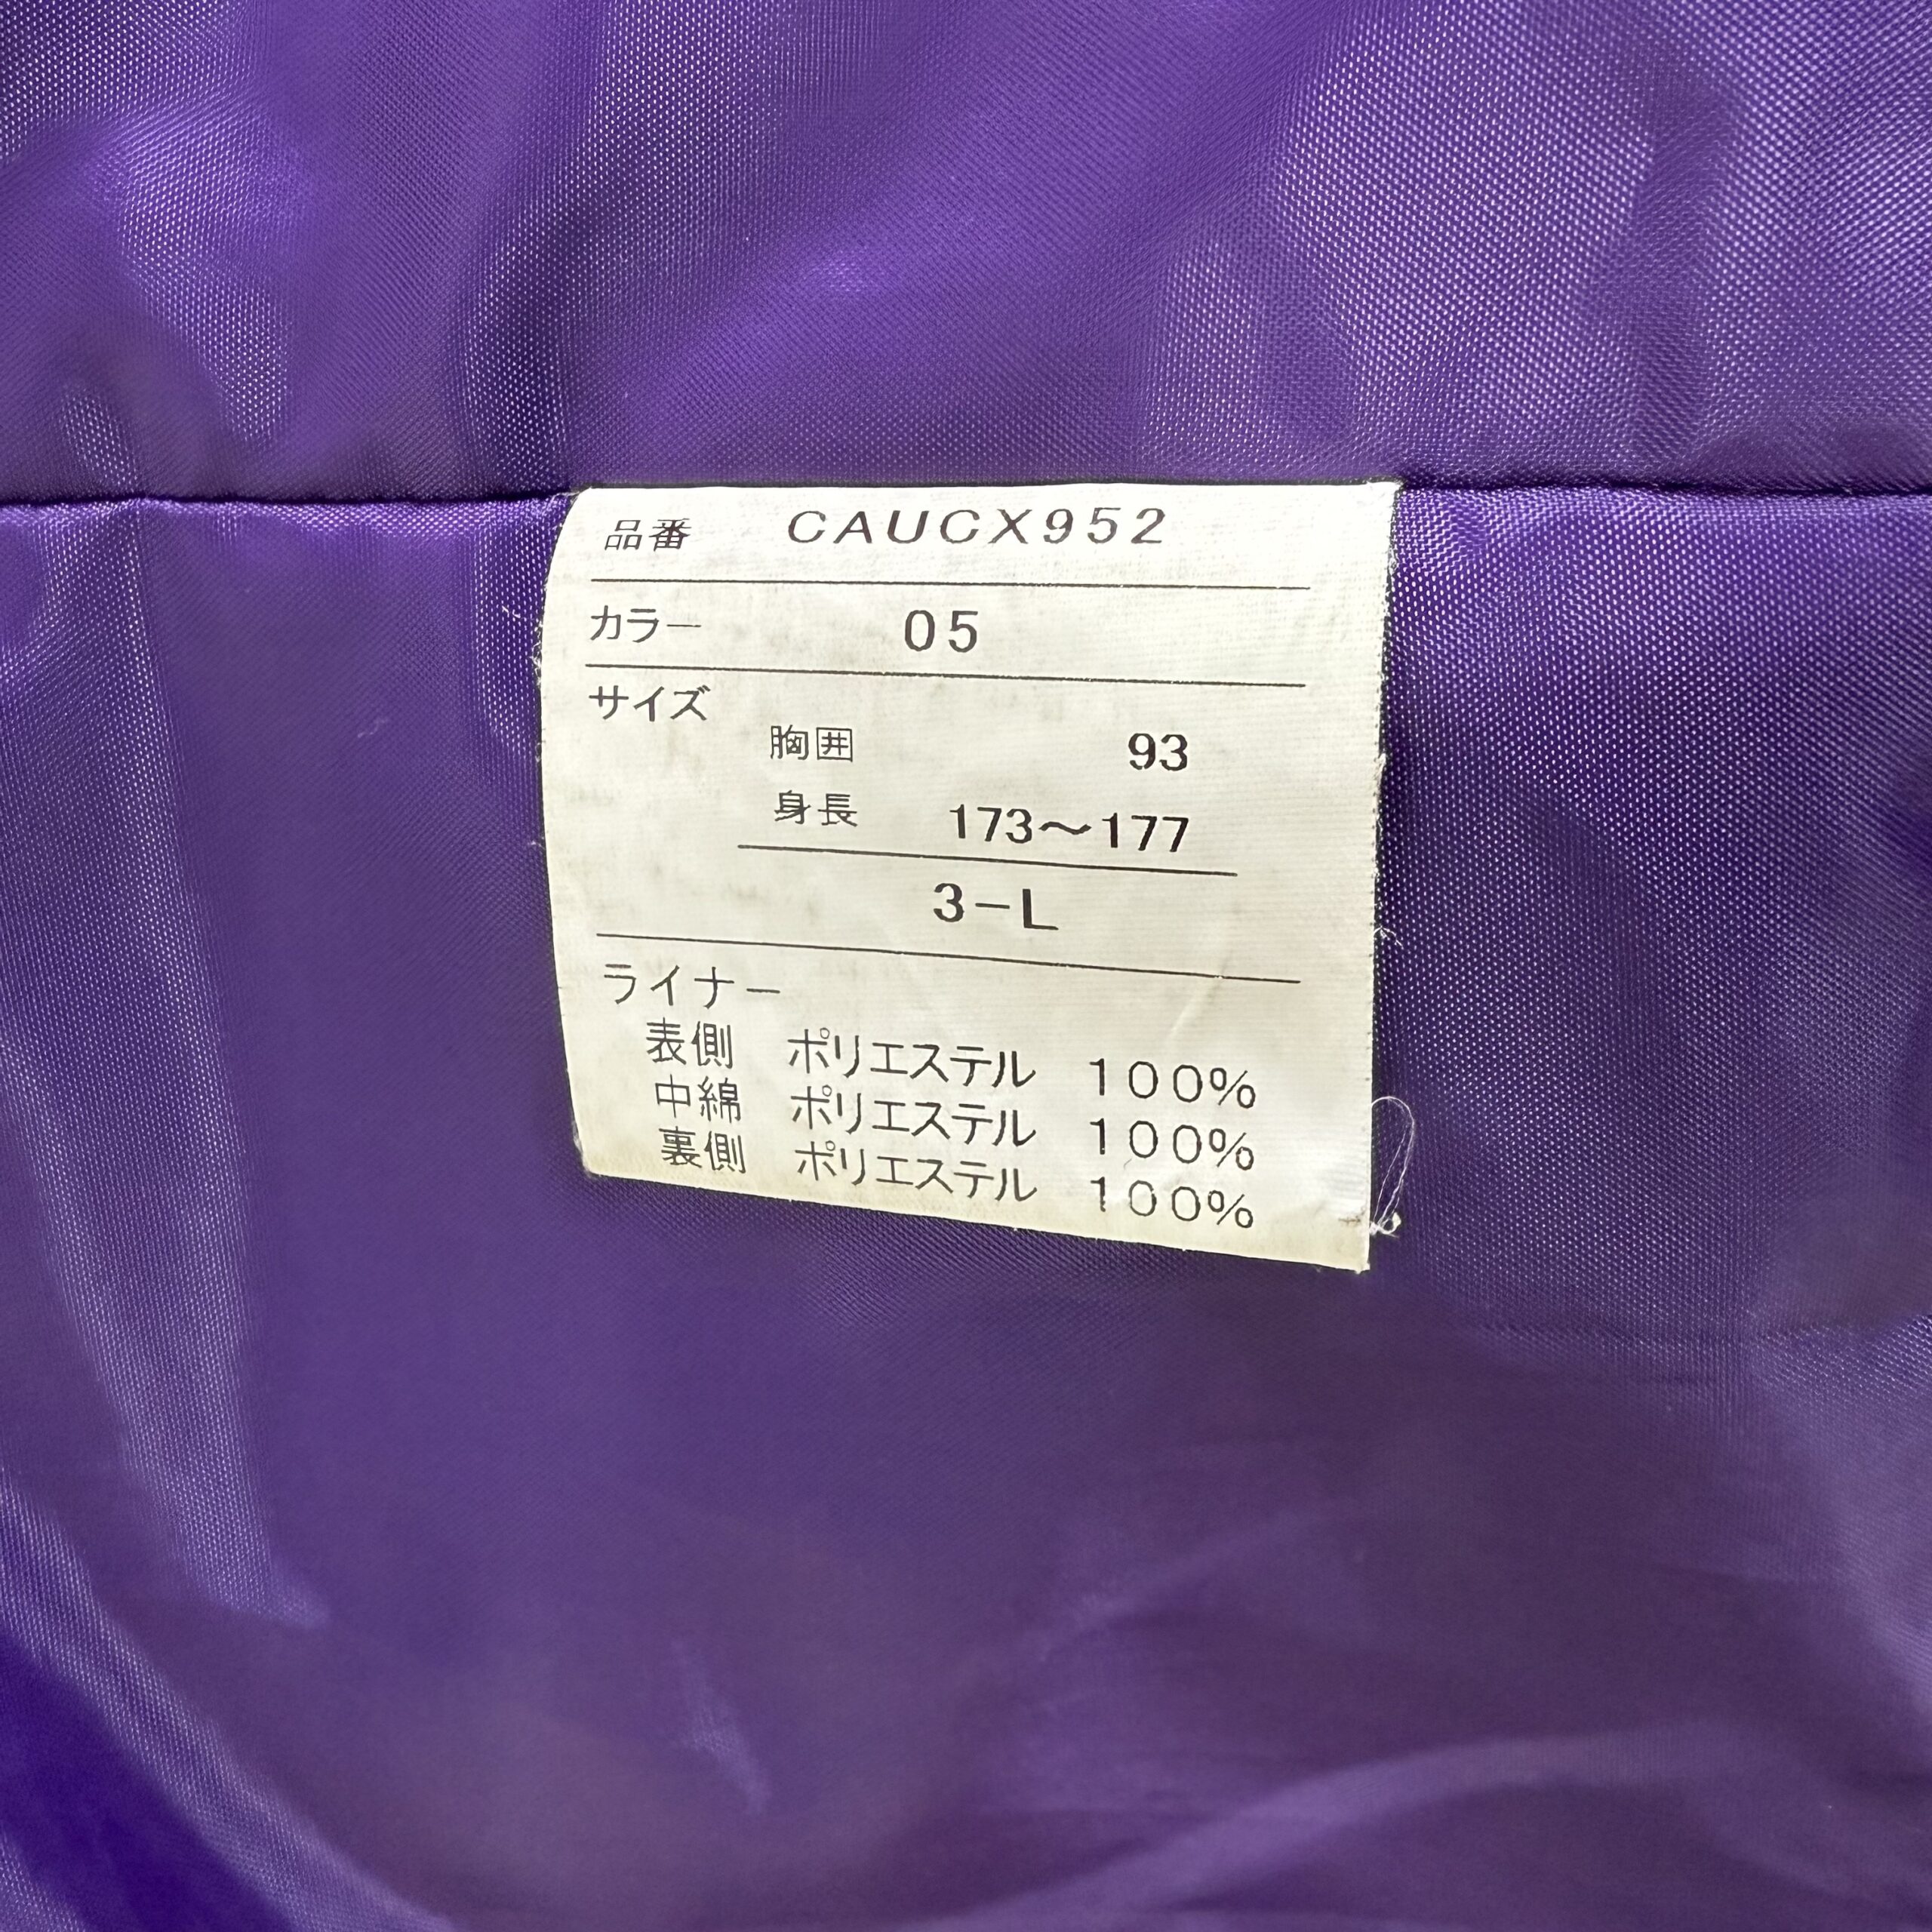 品番 CAUCX952
カラー 05
サイズ
胸囲 93
身長 173〜177
3-L
ライナー
表側 ポリエステル 100%
中綿 ポリエステル 100%
裏側 ポリエステル 100%